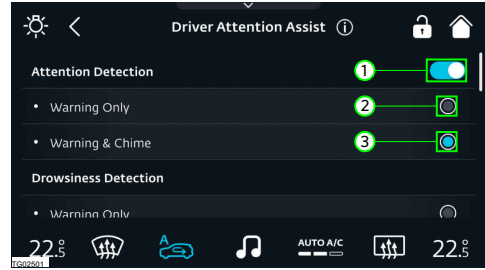 Driver Attention Assist
Attention Detection
1
• Warning Only
2
• Warning & Chime
3
Drowsiness Detection
• Warning Only
22.5
A
AUTO A/C
22.5
TG02501